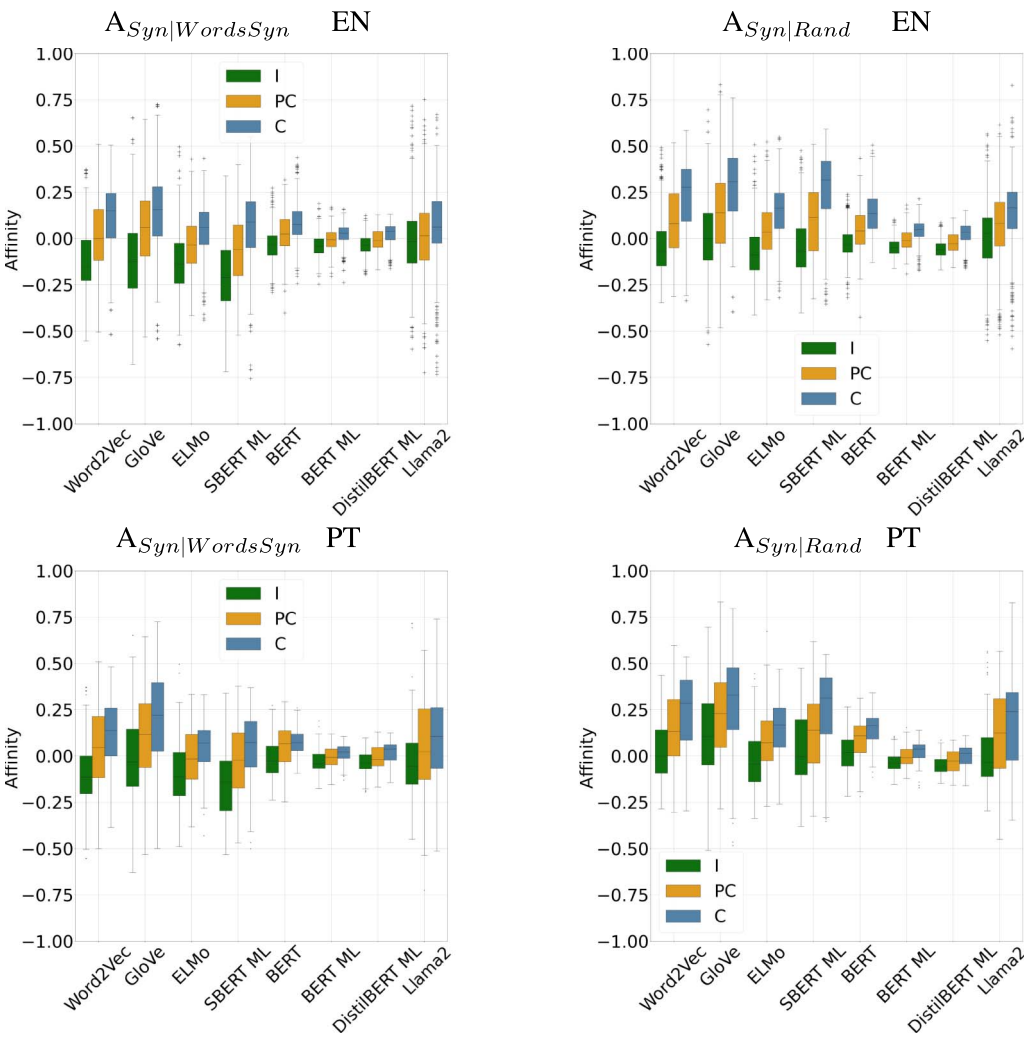 A_{Syn|WordsSyn} EN
1.00
0.75
0.50
0.25
0.00
−0.25
−0.50
−0.75
−1.00
Affinity
I
PC
C
Word2Vec
GloVe
ELMo
SBERT ML
BERT
BERT ML
DistilBERT ML
Llama2
A_{Syn|Rand} EN
1.00
0.75
0.50
0.25
0.00
−0.25
−0.50
−0.75
−1.00
Affinity
I
PC
C
Word2Vec
GloVe
ELMo
SBERT ML
BERT
BERT ML
DistilBERT ML
Llama2
A_{Syn|WordsSyn} PT
1.00
0.75
0.50
0.25
0.00
−0.25
−0.50
−0.75
−1.00
Affinity
I
PC
C
Word2Vec
GloVe
ELMo
SBERT ML
BERT
BERT ML
DistilBERT ML
Llama2
A_{Syn|Rand} PT
1.00
0.75
0.50
0.25
0.00
−0.25
−0.50
−0.75
−1.00
Affinity
I
PC
C
Word2Vec
GloVe
ELMo
SBERT ML
BERT
BERT ML
DistilBERT ML
Llama2